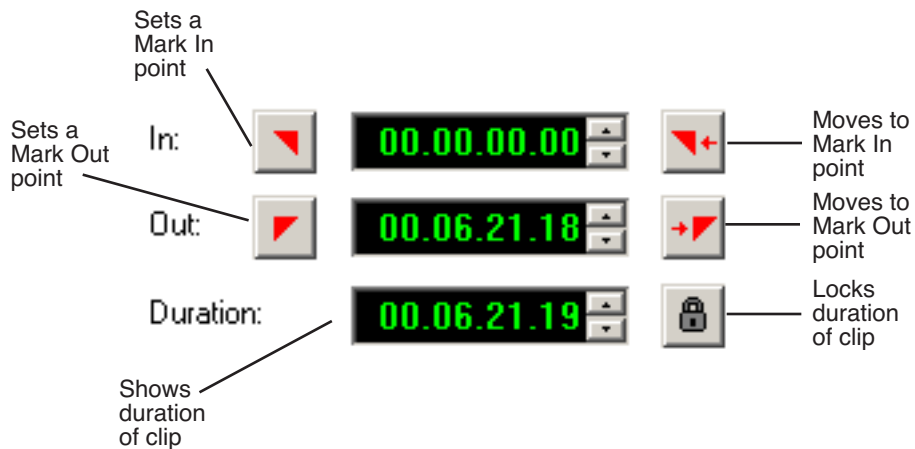 Sets a
Mark In
point
In:
00.00.00.00
Moves to
Mark In
point
Sets a
Mark Out
point
Out:
00.06.21.18
Moves to
Mark Out
point
Duration:
00.06.21.19
Locks
duration
of clip
Shows
duration
of clip